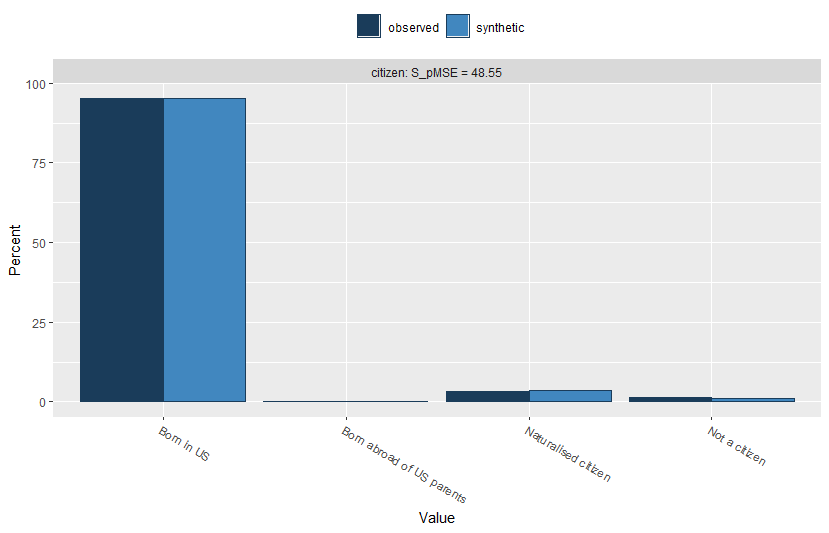 observed synthetic
citizen: S_pMSE = 48.55
100
75
50
25
0
Percent
Born in US
Born abroad of US parents
Naturalised citizen
Not a citizen
Value